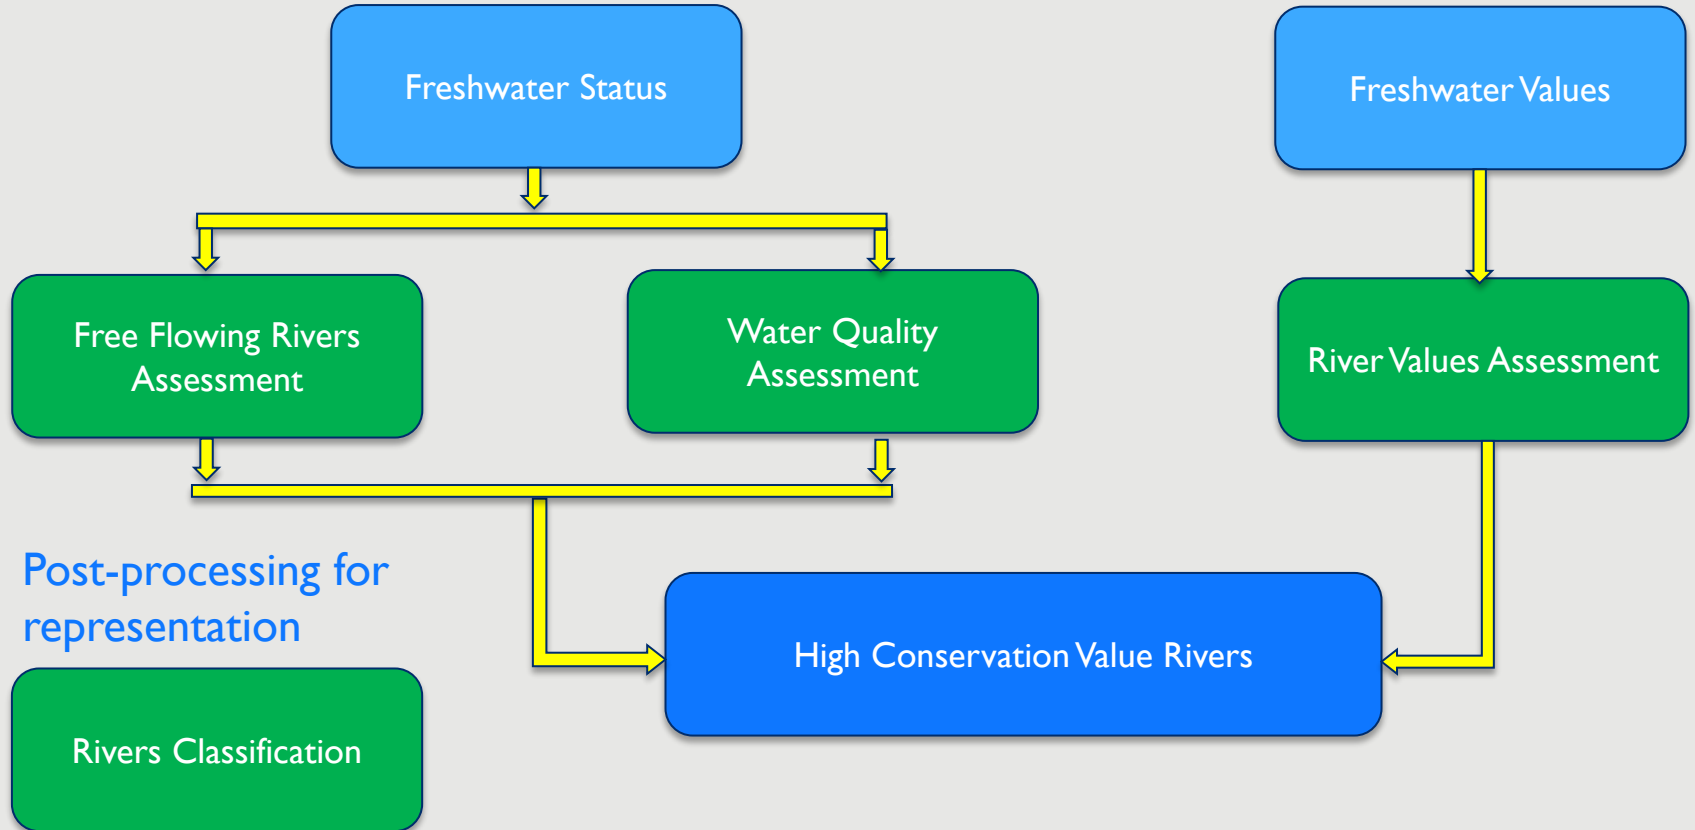 Freshwater Status
Freshwater Values
Free Flowing Rivers
Assessment
Water Quality
Assessment
River Values Assessment
Post-processing for
representation
High Conservation Value Rivers
Rivers Classification